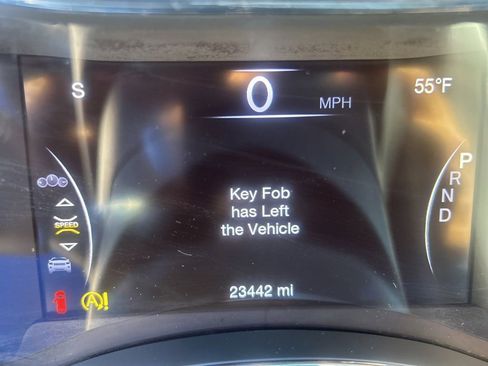 S
0 MPH
55°F
SPEED
Key Fob
has Left
the Vehicle
P
R
N
D
A!
23442 mi